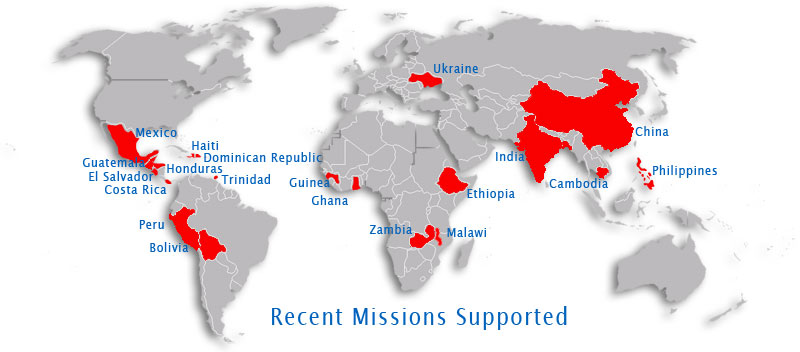 Ukraine
Mexico
China
Haiti
Dominican Republic
India
Guatemala
Honduras
Philippines
El Salvador
Trinidad
Guinea
Cambodia
Costa Rica
Ethiopia
Ghana
Peru
Zambia
Malawi
Bolivia
Recent Missions Supported